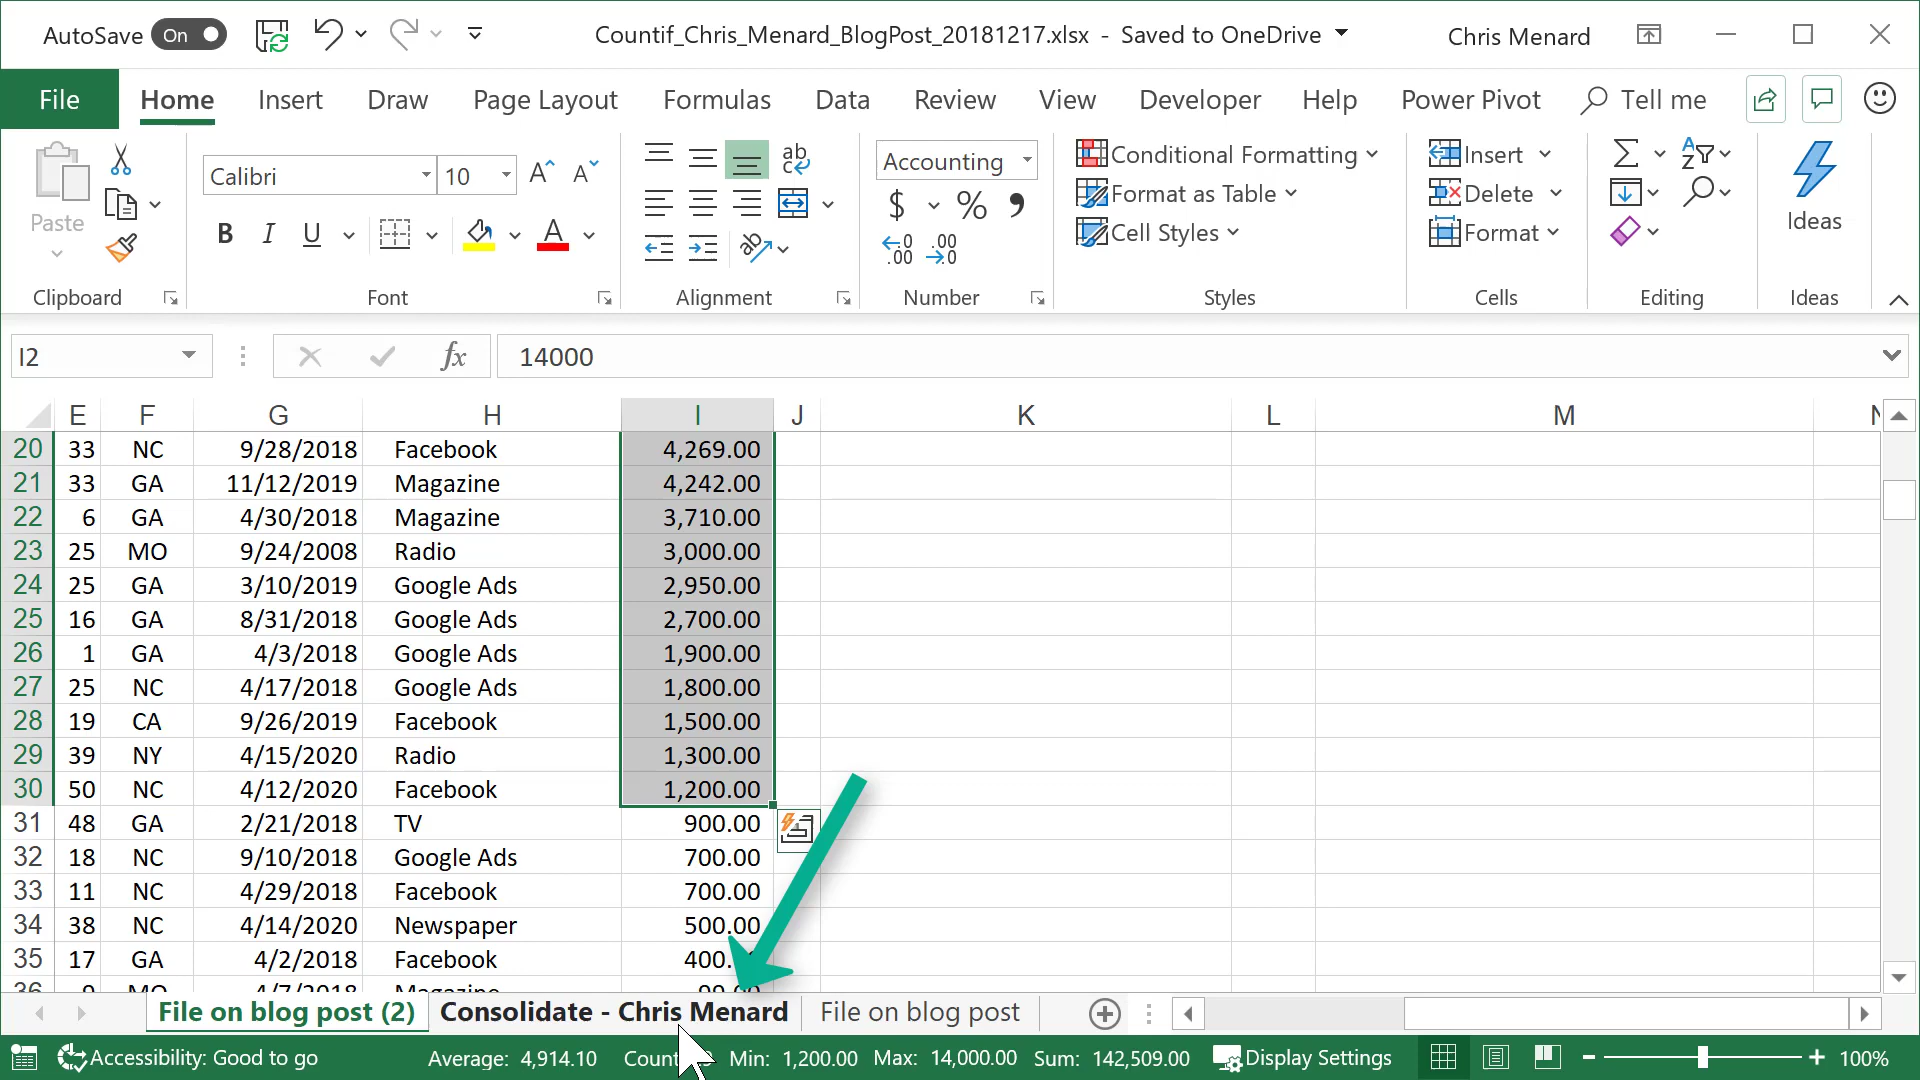 AutoSave On Countif_Chris_Menard_BlogPost_20181217.xlsx - Saved to OneDrive Chris Menard
File Home Insert Draw Page Layout Formulas Data Review View Developer Help Power Pivot Tell me
Paste
Calibri 10
B I U
Accounting
$ % ,
Conditional Formatting
Format as Table
Cell Styles
Insert
Delete
Format
Ideas
Clipboard Font Alignment Number Styles Cells Editing Ideas
I2 fx 14000
E F G H I J K L M
20 33 NC 9/28/2018 Facebook 4,269.00
21 33 GA 11/12/2019 Magazine 4,242.00
22 6 GA 4/30/2018 Magazine 3,710.00
23 25 MO 9/24/2008 Radio 3,000.00
24 25 GA 3/10/2019 Google Ads 2,950.00
25 16 GA 8/31/2018 Google Ads 2,700.00
26 1 GA 4/3/2018 Google Ads 1,900.00
27 25 NC 4/17/2018 Google Ads 1,800.00
28 19 CA 9/26/2019 Facebook 1,500.00
29 39 NY 4/15/2020 Radio 1,300.00
30 50 NC 4/12/2020 Facebook 1,200.00
31 48 GA 2/21/2018 TV 900.00
32 18 NC 9/10/2018 Google Ads 700.00
33 11 NC 4/29/2018 Facebook 700.00
34 38 NC 4/14/2020 Newspaper 500.00
35 17 GA 4/2/2018 Facebook 400.
File on blog post (2) Consolidate - Chris Menard File on blog post
Accessibility: Good to go Average: 4,914.10 Min: 1,200.00 Max: 14,000.00 Sum: 142,509.00 Display Settings 100%